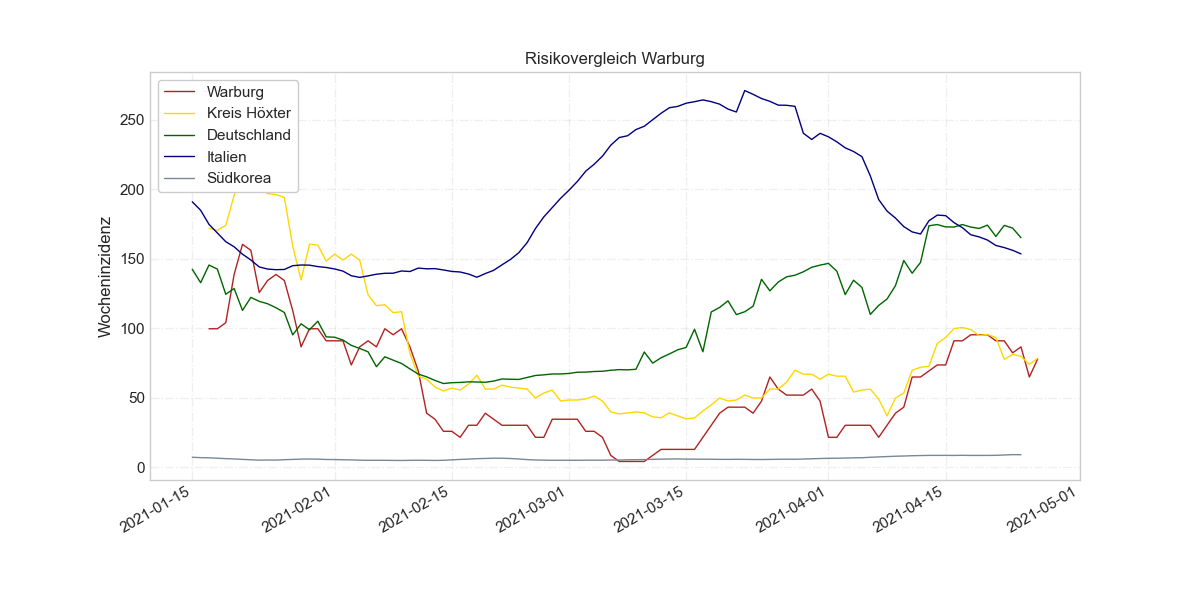 Risikovergleich Warburg
Warburg
Kreis Höxter
Deutschland
Italien
Südkorea
Wocheninzidenz
250
200
150
100
50
0
2021-01-15
2021-02-01
2021-02-15
2021-03-01
2021-03-15
2021-04-01
2021-04-15
2021-05-01